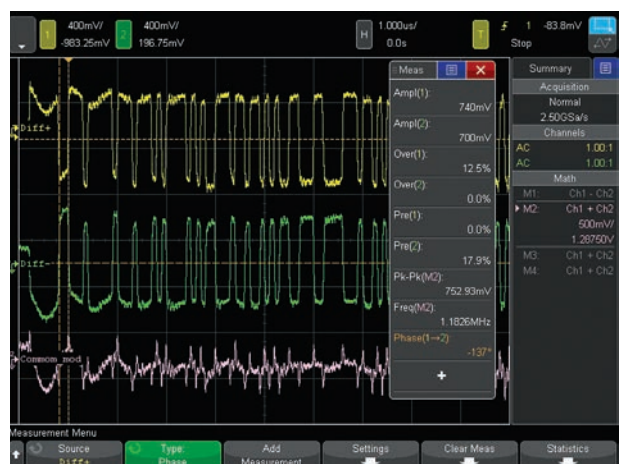 1 400mV/ 2 400mV/ H 1.000us/ T 1 -83.8mV
-983.25mV 196.75mV 0.0s Stop
Meas
Ampl(1):
740mV
Ampl(2):
700mV
Over(1):
12.5%
Over(2):
0.0%
Pre(1):
0.0%
Pre(2):
17.9%
Pk-Pk(M2):
752.93mV
Freq(M2):
1.1826MHz
Phase(1→2):
-137°
+
Summary
Acquisition
Normal
2.50GSa/s
Channels
AC 1.00:1
AC 1.00:1
Math
M1: Ch1 - Ch2
M2: Ch1 + Ch2
500mV/
1.28750V
M3: Ch1 + Ch2
M4: Ch1 + Ch2
Diff+
Diff-
Commom_mod
Measurement Menu
Source
Diff+
Type:
Phase
Add
Measurement
Settings
Clear Meas
Statistics